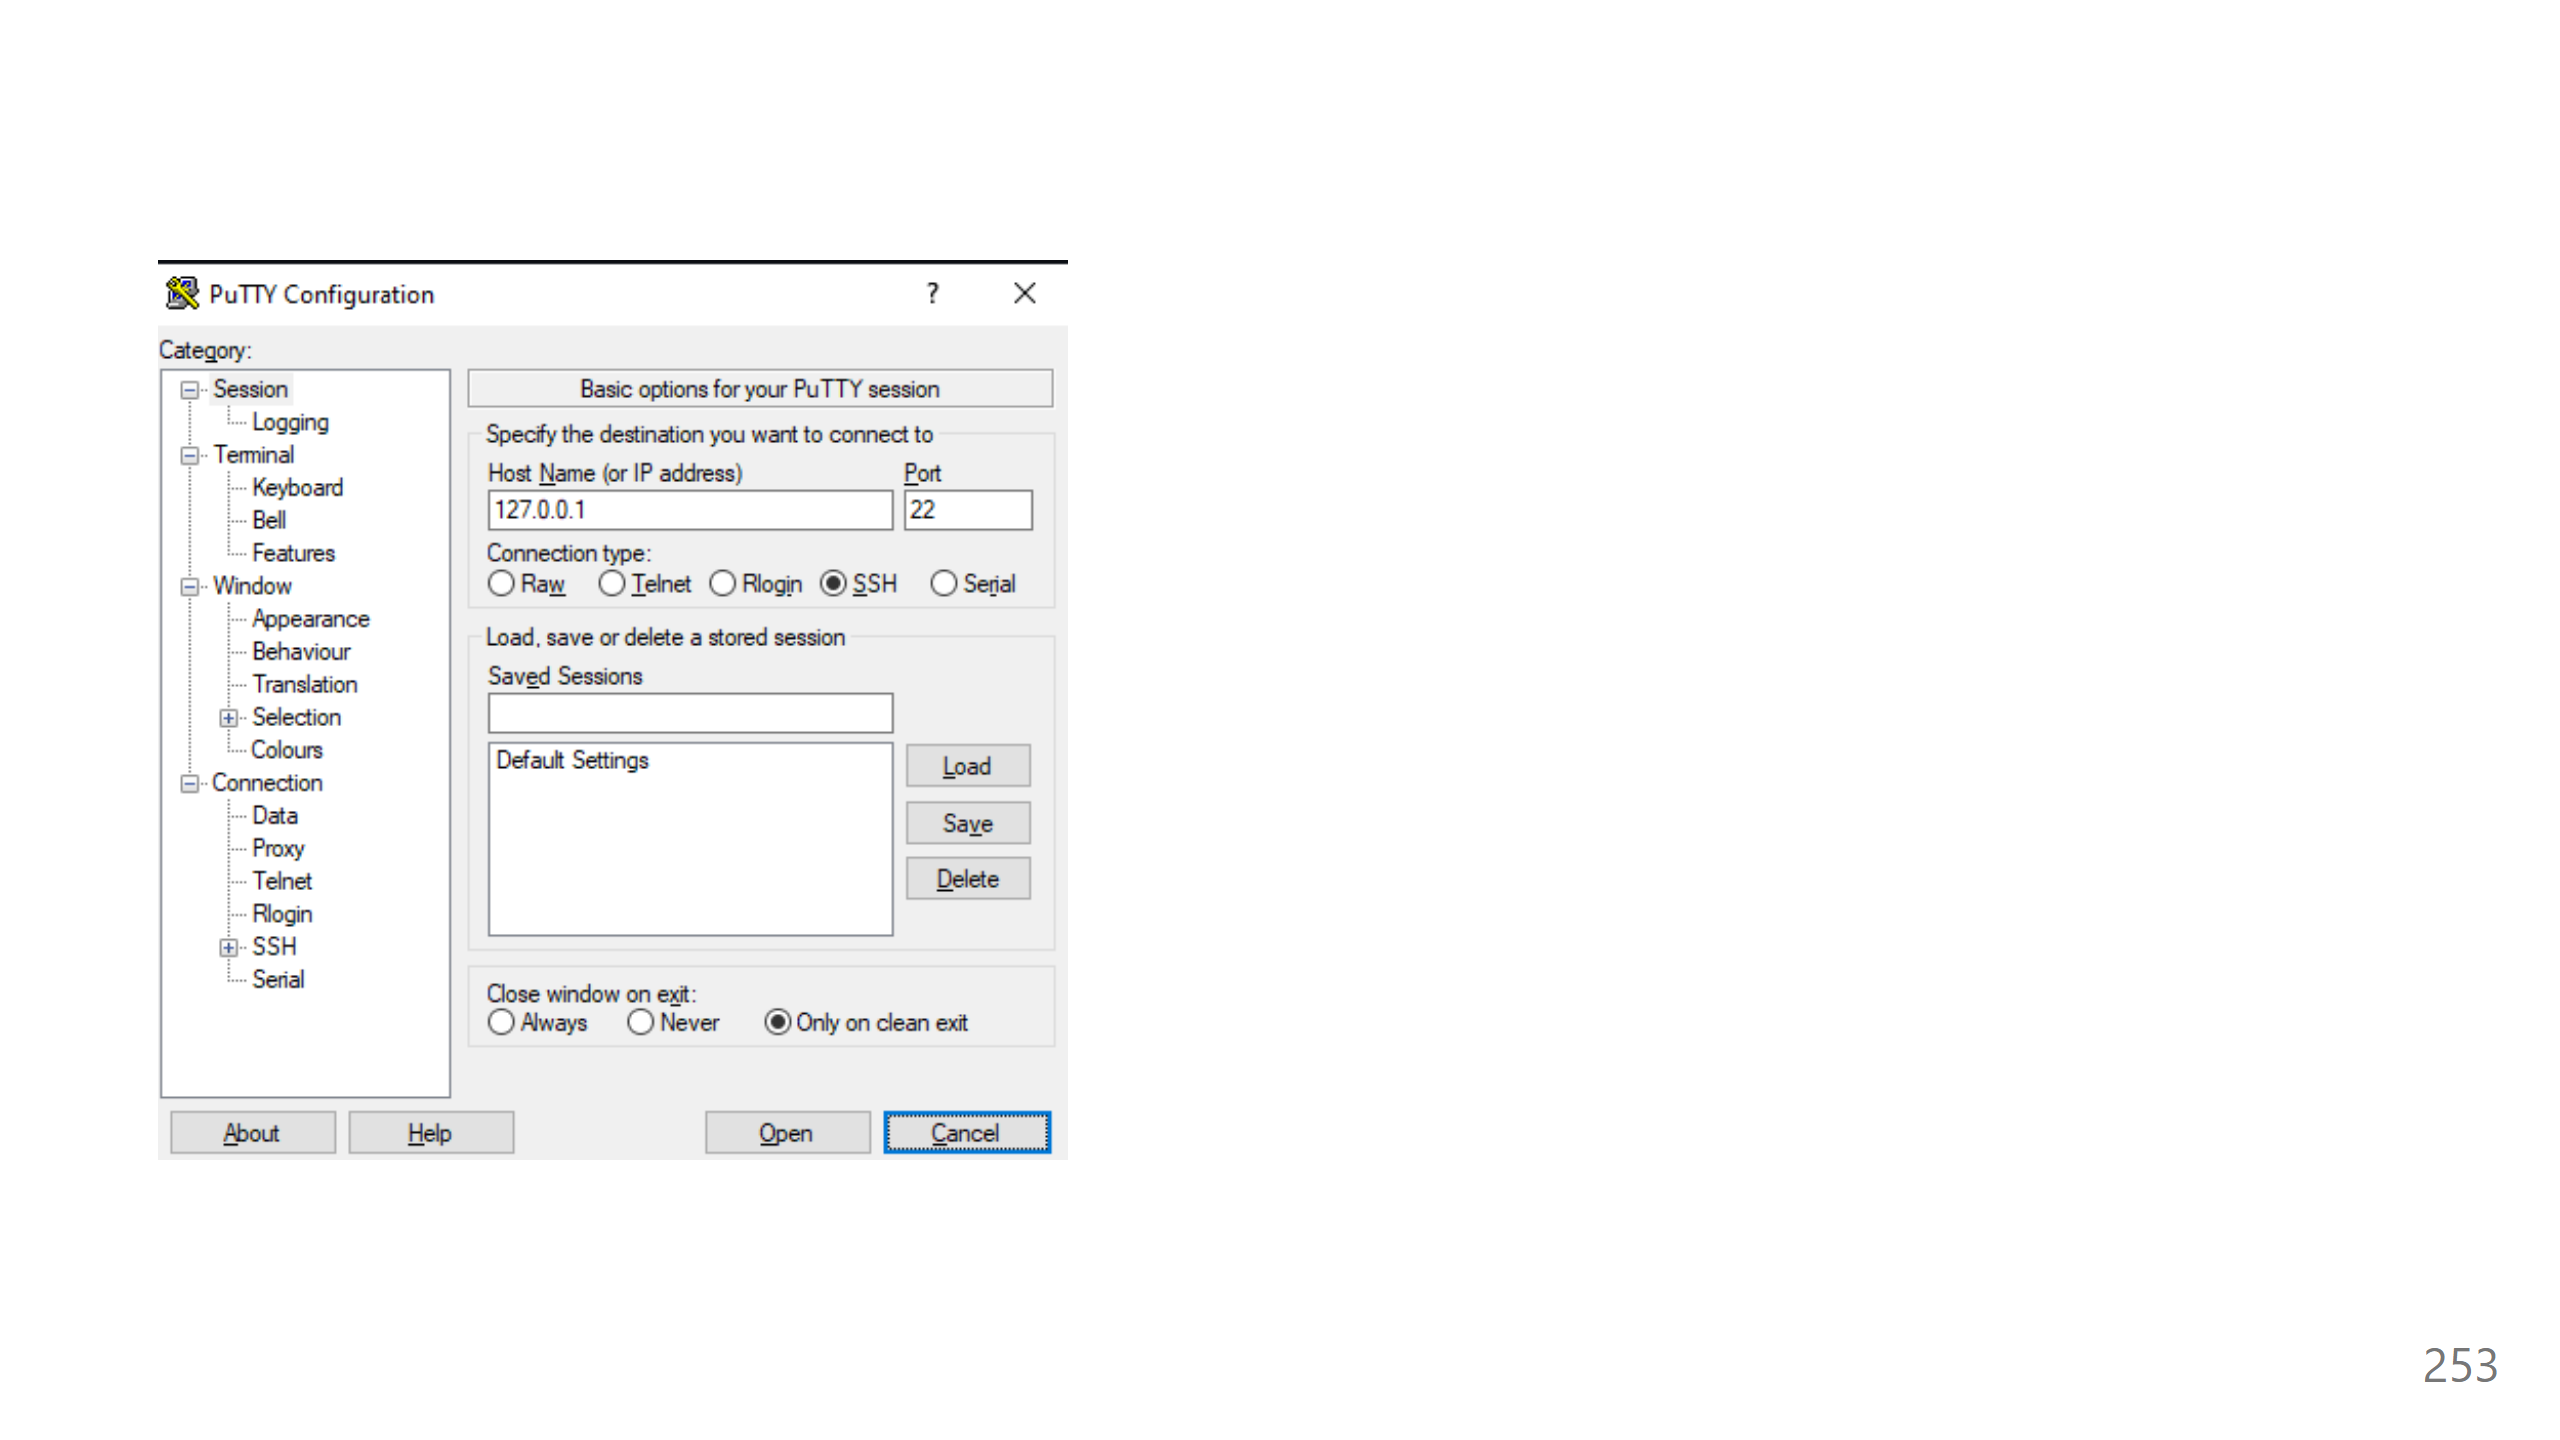 PuTTY Configuration
?
Category:
Session
Logging
Terminal
Keyboard
Bell
Features
Window
Appearance
Behaviour
Translation
Selection
Colours
Connection
Data
Proxy
Telnet
Rlogin
SSH
Serial
Basic options for your PuTTY session
Specify the destination you want to connect to
Host Name (or IP address) Port
127.0.0.1 22
Connection type:
Raw Telnet Rlogin SSH Serial
Load, save or delete a stored session
Saved Sessions
Default Settings
Load
Save
Delete
Close window on exit:
Always Never Only on clean exit
About Help Open Cancel
253